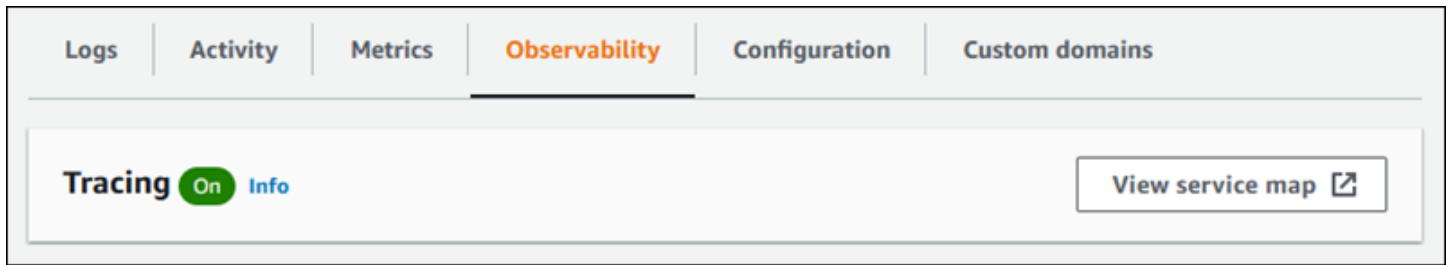 Logs Activity Metrics Observability Configuration Custom domains
Tracing On Info View service map